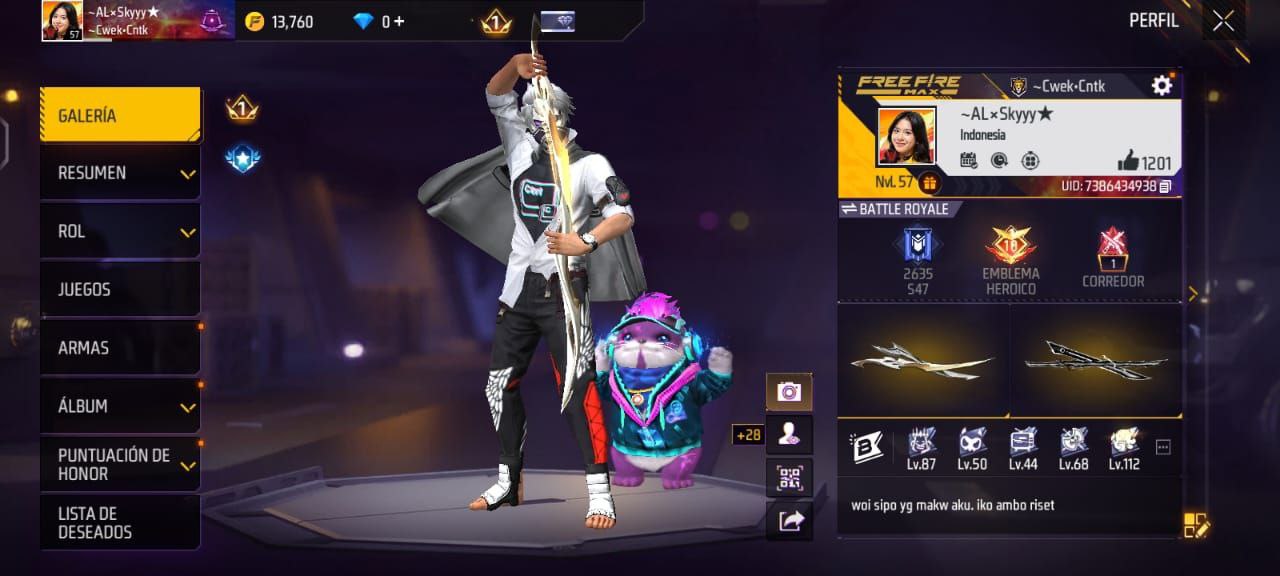 ~AL×Skyyy★
~Cwek•Cntk
57
13,760
0 +
1
PERFIL
GALERÍA
RESUMEN
ROL
JUEGOS
ARMAS
ÁLBUM
PUNTUACIÓN DE
HONOR
LISTA DE
DESEADOS
1
+28
FREE FIRE
MAX
~Cwek•Cntk
~AL×Skyyy★
Indonesia
1201
Nvl. 57
UID: 7386434938
BATTLE ROYALE
2635
S47
18
EMBLEMA
HEROICO
1
CORREDOR
B
Lv.87
Lv.50
Lv.44
Lv.68
Lv.112
woi sipo yg makw aku. iko ambo riset